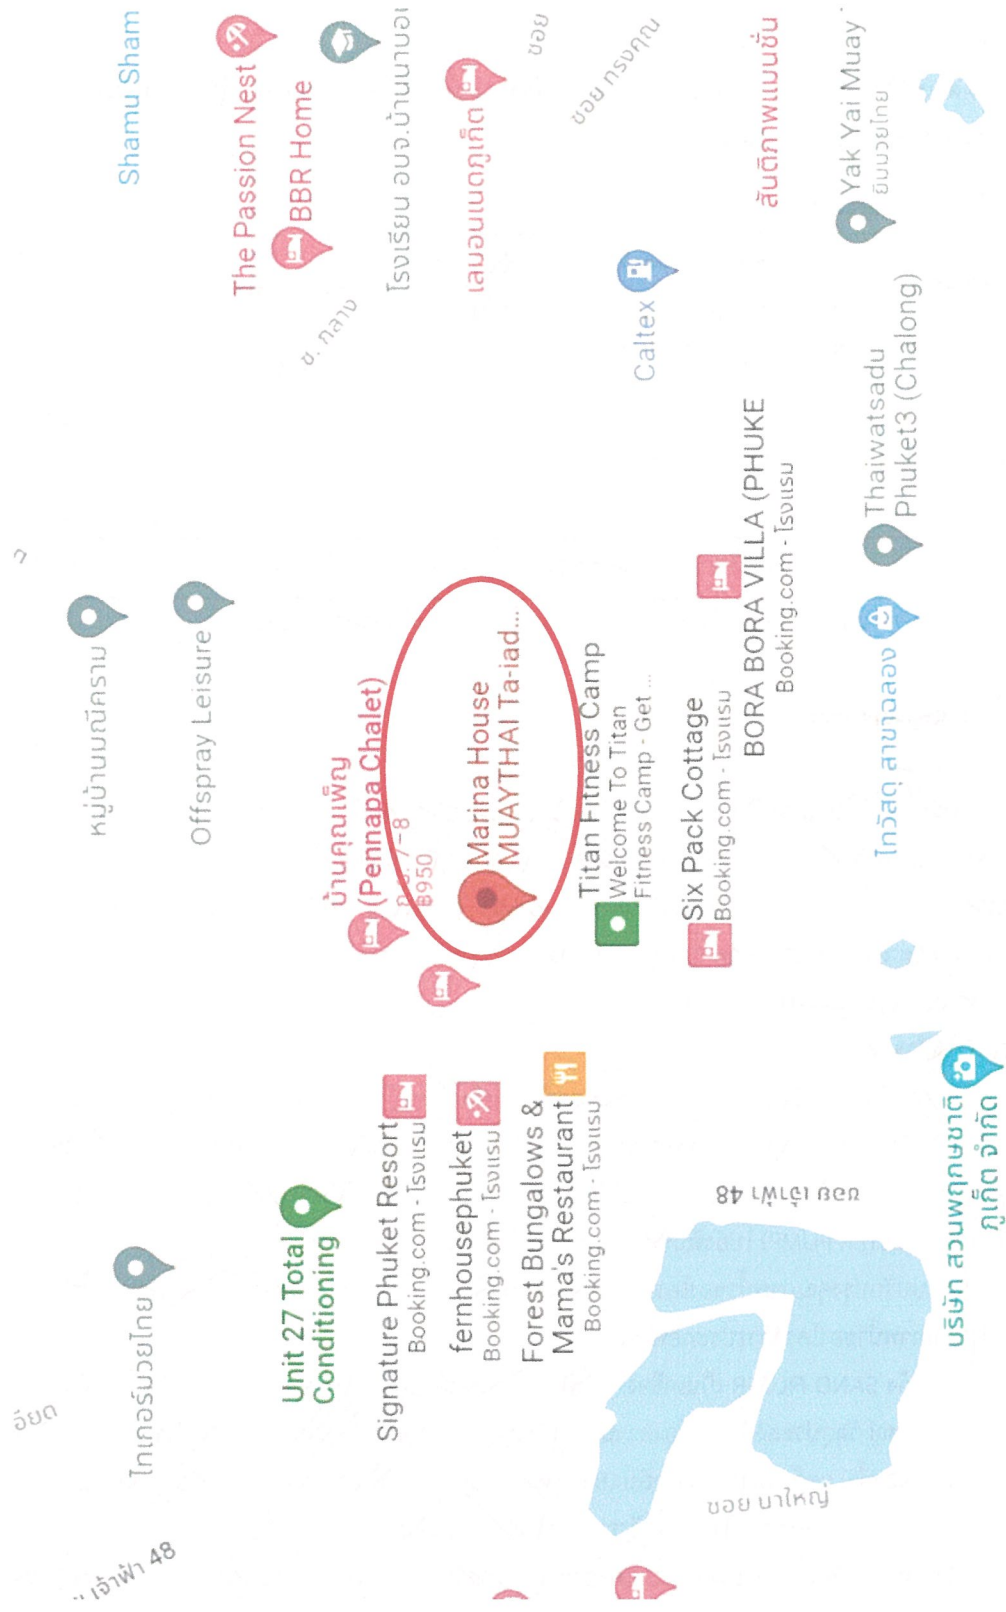 Shamu Sham
The Passion Nest
BBR Home
โรงเรียน อบจ.บ้านนาบอน
เลมอนเนดภูเก็ต
ซอย
ซอย ทรงคุณ
สันติภาพแมนชั่น
Yak Yai Muay
ยิมมวยไทย
ซ. กลาง
Caltex
Thaiwatsadu
Phuket3 (Chalong)
หมู่บ้านมณีคราม
Offspray Leisure
บ้านคุณเพ็ญ
(Pennapa Chalet)
ก.ย. 7–8
฿950
Marina House
MUAYTHAI Ta-iad...
Titan Fitness Camp
Welcome To Titan
Fitness Camp - Get ...
Six Pack Cottage
Booking.com - โรงแรม
BORA BORA VILLA (PHUKE
Booking.com - โรงแรม
ไทวัสดุ สาขาฉลอง
ไทเกอร์มวยไทย
Unit 27 Total
Conditioning
Signature Phuket Resort
Booking.com - โรงแรม
fernhousephuket
Booking.com - โรงแรม
Forest Bungalows &
Mama's Restaurant
Booking.com - โรงแรม
ซอย เจ้าฟ้า 48
บริษัท สวนพฤกษชาติ
ภูเก็ต จำกัด
ซอย นาใหญ่
เจ้าฟ้า 48